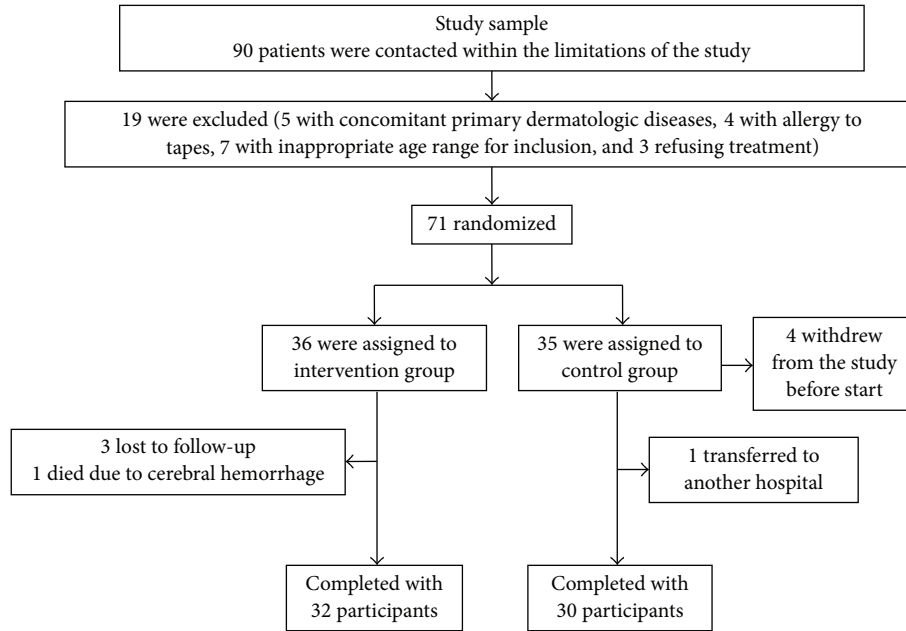 Study sample
90 patients were contacted within the limitations of the study
19 were excluded (5 with concomitant primary dermatologic diseases, 4 with allergy to
tapes, 7 with inappropriate age range for inclusion, and 3 refusing treatment)
71 randomized
36 were assigned to
intervention group
35 were assigned to
control group
4 withdrew
from the study
before start
3 lost to follow-up
1 died due to cerebral hemorrhage
1 transferred to
another hospital
Completed with
32 participants
Completed with
30 participants